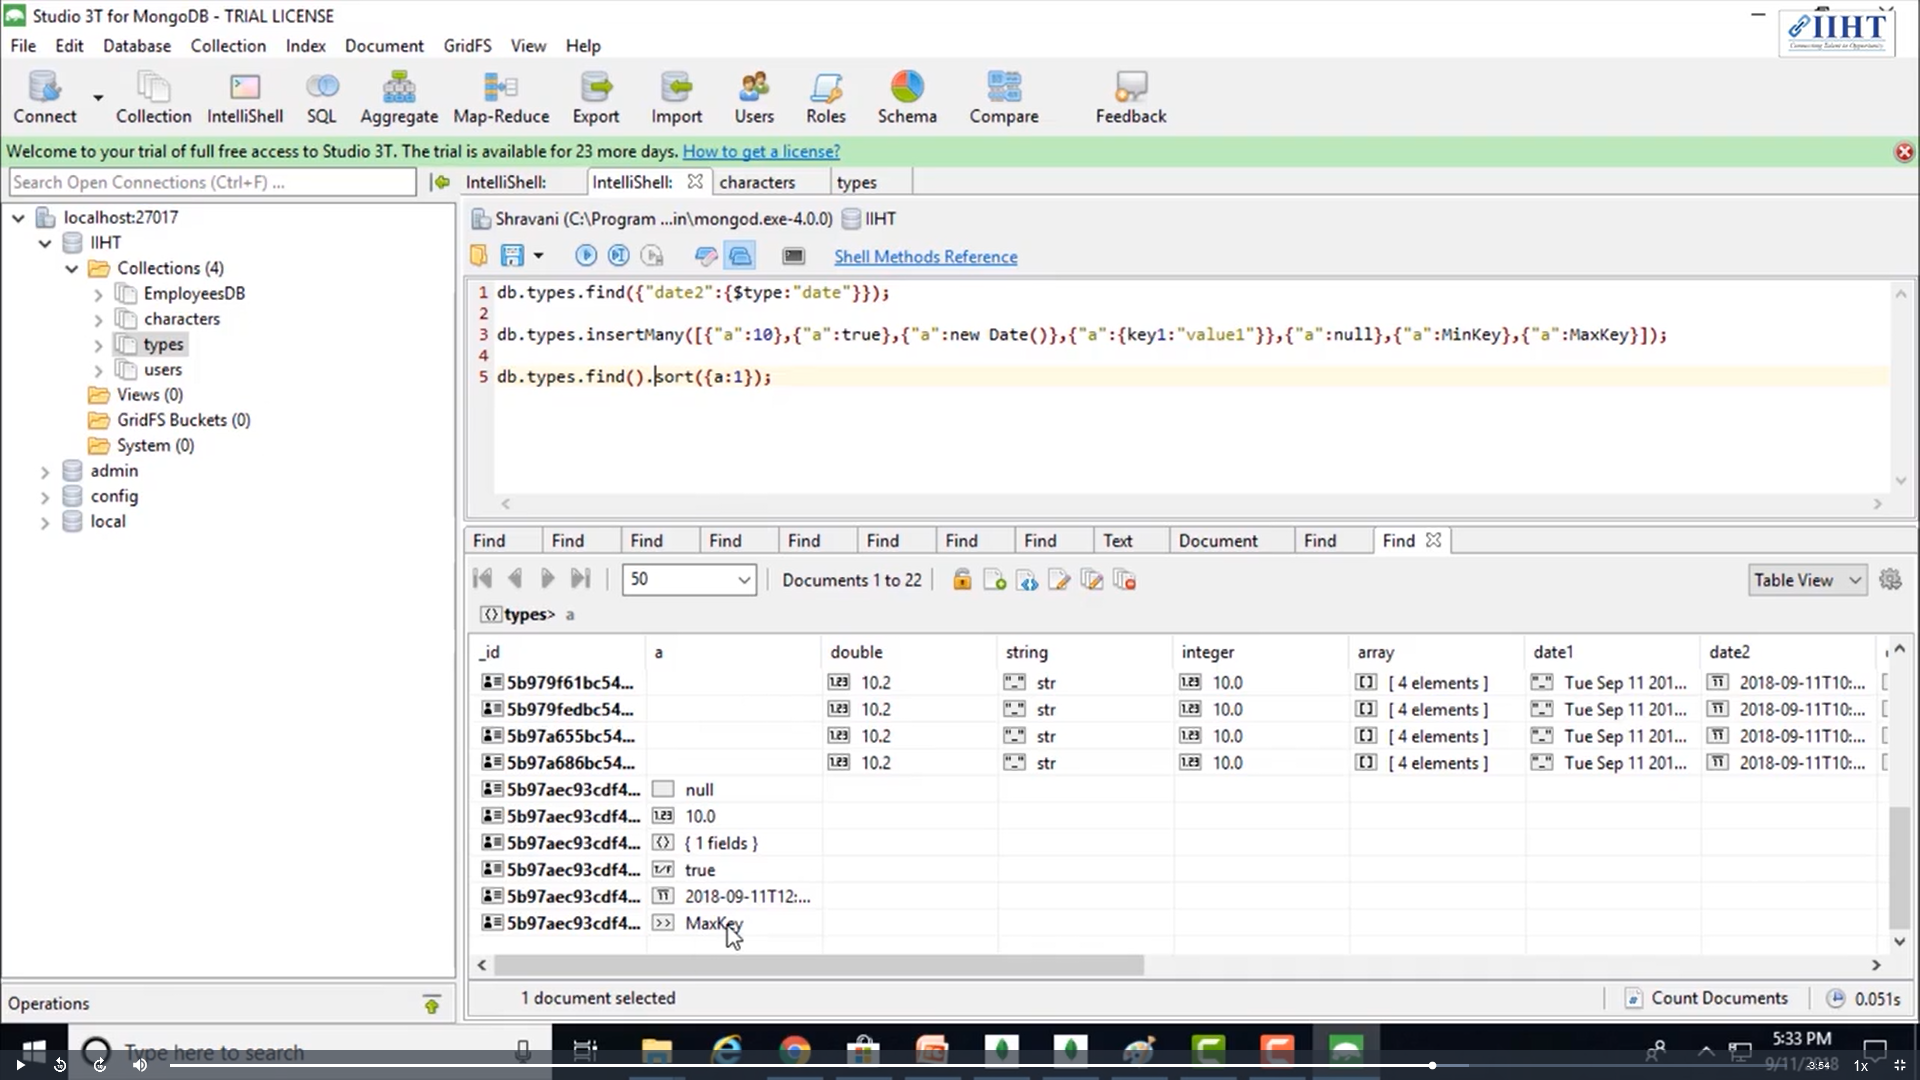 Studio 3T for MongoDB - TRIAL LICENSE
IIHT
Connecting Talent to Opportunity
File Edit Database Collection Index Document GridFS View Help
Connect Collection IntelliShell SQL Aggregate Map-Reduce Export Import Users Roles Schema Compare Feedback
Welcome to your trial of full free access to Studio 3T. The trial is available for 23 more days. How to get a license?
Search Open Connections (Ctrl+F) ...
IntelliShell: IntelliShell: characters types
localhost:27017
IIHT
Collections (4)
EmployeesDB
characters
types
users
Views (0)
GridFS Buckets (0)
System (0)
admin
config
local
Shravani (C:\Program ...in\mongod.exe-4.0.0) IIHT
Shell Methods Reference
1 db.types.find({"date2":{$type:"date"}});
2
3 db.types.insertMany([{"a":10},{"a":true},{"a":new Date()},{"a":{key1:"value1"}},{"a":null},{"a":MinKey},{"a":MaxKey}]);
4
5 db.types.find().sort({a:1});
Find Find Find Find Find Find Find Find Text Document Find Find
50 Documents 1 to 22 Table View
types> a
_id a double string integer array date1 date2
5b979f61bc54... 10.2 str 10.0 [ 4 elements ] Tue Sep 11 201... 2018-09-11T10:...
5b979fedbc54... 10.2 str 10.0 [ 4 elements ] Tue Sep 11 201... 2018-09-11T10:...
5b97a655bc54... 10.2 str 10.0 [ 4 elements ] Tue Sep 11 201... 2018-09-11T10:...
5b97a686bc54... 10.2 str 10.0 [ 4 elements ] Tue Sep 11 201... 2018-09-11T10:...
5b97aec93cdf4... null
5b97aec93cdf4... 10.0
5b97aec93cdf4... { 1 fields }
5b97aec93cdf4... true
5b97aec93cdf4... 2018-09-11T12:...
5b97aec93cdf4... MaxKey
Operations
1 document selected Count Documents 0.051s
Type here to search
5:33 PM
9/11/2018
-3:54 1x